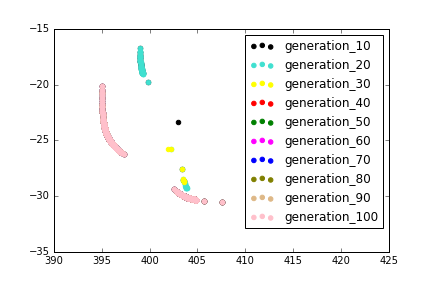 −15
−20
−25
−30
−35
390 395 400 405 410 415 420 425
generation_10
generation_20
generation_30
generation_40
generation_50
generation_60
generation_70
generation_80
generation_90
generation_100